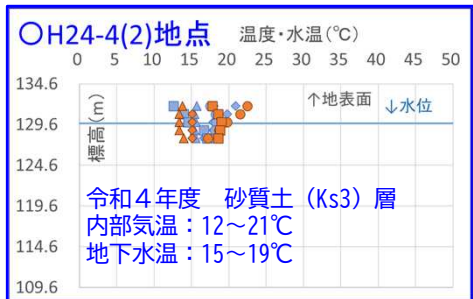 〇H24-4(2)地点 温度・水温(℃)
0 5 10 15 20 25 30 35 40 45 50
134.6
↑地表面 ↓水位
標高(m)
129.6
124.6
令和4年度 砂質土（Ks3）層
119.6
内部気温：12～21℃
114.6
地下水温：15～19℃
109.6